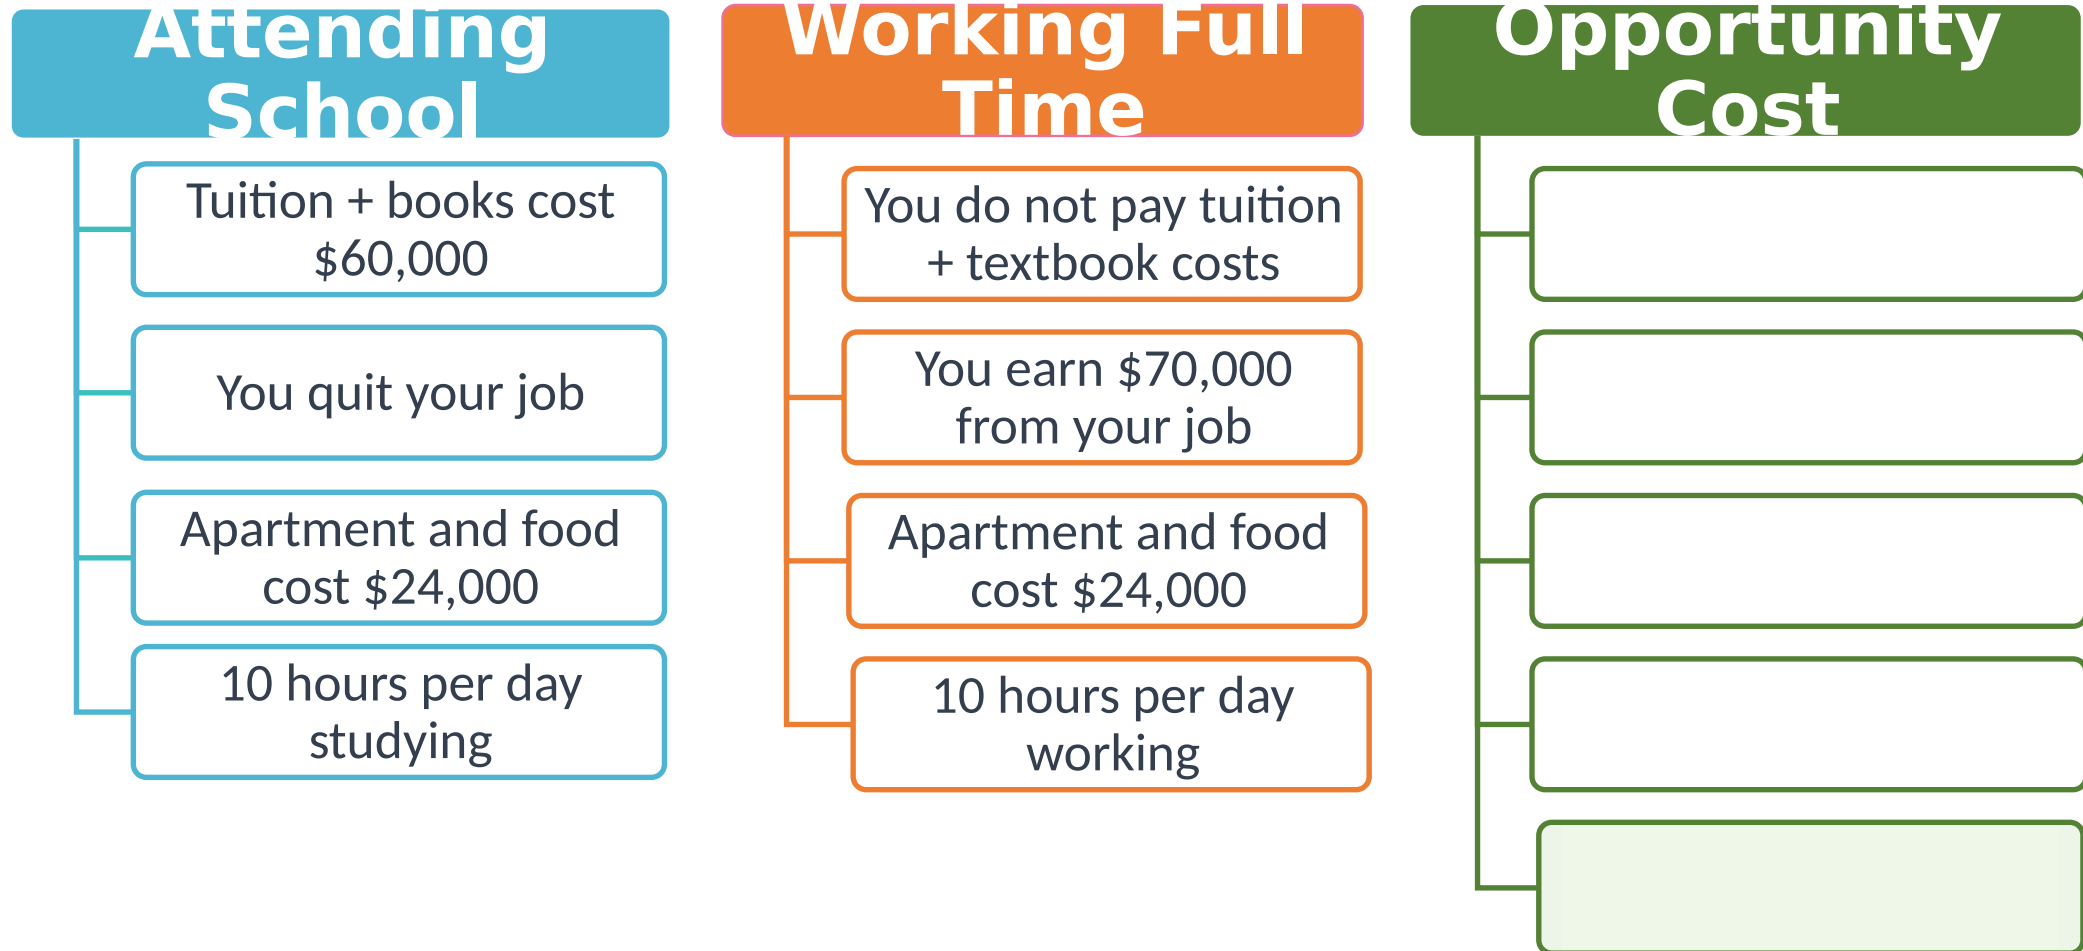 Attending
School
Tuition + books cost
$60,000
You quit your job
Apartment and food
cost $24,000
10 hours per day
studying
Working Full
Time
You do not pay tuition
+ textbook costs
You earn $70,000
from your job
Apartment and food
cost $24,000
10 hours per day
working
Opportunity
Cost